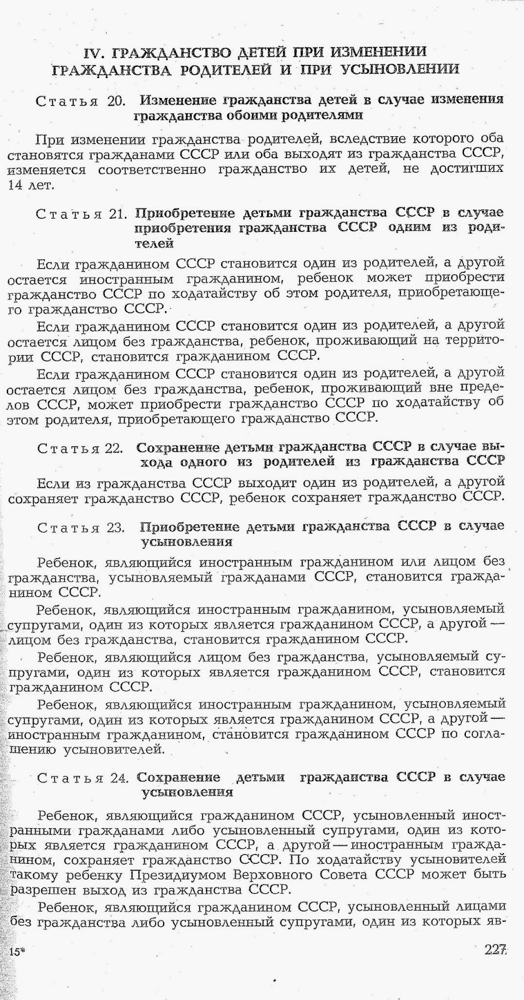 IV. ГРАЖДАНСТВО ДЕТЕЙ ПРИ ИЗМЕНЕНИИ
ГРАЖДАНСТВА РОДИТЕЛЕЙ И ПРИ УСЫНОВЛЕНИИ
Статья 20. Изменение гражданства детей в случае изменения
гражданства обоими родителями
При изменении гражданства родителей, вследствие которого оба
становятся гражданами СССР или оба выходят из гражданства СССР,
изменяется соответственно гражданство их детей, не достигших
14 лет.
Статья 21. Приобретение детьми гражданства СССР в случае
приобретения гражданства СССР одним из роди-
телей
Если гражданином СССР становится один из родителей, а другой
остается иностранным гражданином, ребенок может приобрести
гражданство СССР по ходатайству об этом родителя, приобретающе-
го гражданство СССР.
Если гражданином СССР становится один из родителей, а другой
остается лицом без гражданства, ребенок, проживающий на террито-
рии СССР, становится гражданином СССР.
Если гражданином СССР становится один из родителей, а другой
остается лицом без гражданства, ребенок, проживающий вне преде-
лов СССР, может приобрести гражданство СССР по ходатайству об
этом родителя, приобретающего гражданство СССР.
Статья 22. Сохранение детьми гражданства СССР в случае вы-
хода одного из родителей из гражданства СССР
Если из гражданства СССР выходит один из родителей, а другой
сохраняет гражданство СССР, ребенок сохраняет гражданство СССР.
Статья 23. Приобретение детьми гражданства СССР в случае
усыновления
Ребенок, являющийся иностранным гражданином или лицом без
гражданства, усыновляемый гражданами СССР, становится гражда-
нином СССР.
Ребенок, являющийся иностранным гражданином, усыновляемый
супругами, один из которых является гражданином СССР, а другой —
лицом без гражданства, становится гражданином СССР.
Ребенок, являющийся лицом без гражданства, усыновляемый су-
пругами, один из которых является гражданином СССР, становится
гражданином СССР.
Ребенок, являющийся иностранным гражданином, усыновляемый
супругами, один из которых является гражданином СССР, а другой —
иностранным гражданином, становится гражданином СССР по согла-
шению усыновителей.
Статья 24. Сохранение детьми гражданства СССР в случае
усыновления
Ребенок, являющийся гражданином СССР, усыновленный иност-
ранными гражданами либо усыновленный супругами, один из кото-
рых является гражданином СССР, а другой — иностранным гражда-
нином, сохраняет гражданство СССР. По ходатайству усыновителей
такому ребенку Президиумом Верховного Совета СССР может быть
разрешен выход из гражданства СССР.
Ребенок, являющийся гражданином СССР, усыновленный лицами
без гражданства либо усыновленный супругами, один из которых яв-
15*
227